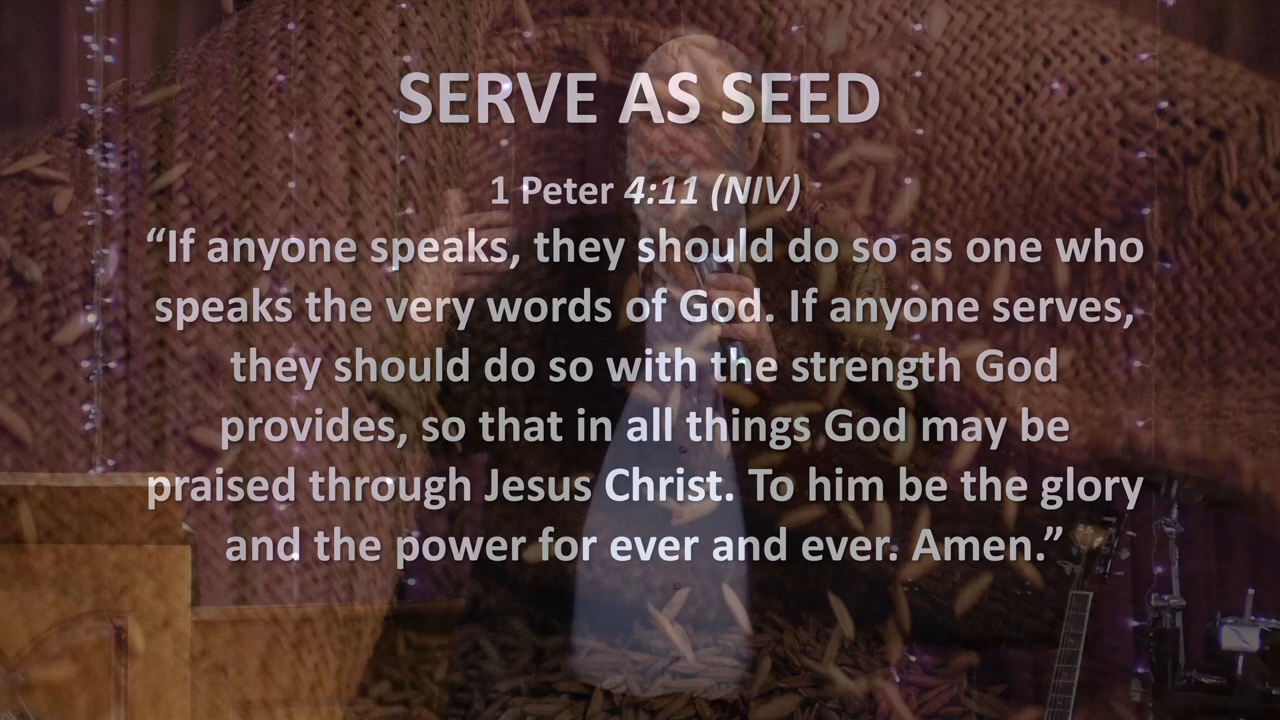 SERVE AS SEED
1 Peter 4:11 (NIV)
“If anyone speaks, they should do so as one who
speaks the very words of God. If anyone serves,
they should do so with the strength God
provides, so that in all things God may be
praised through Jesus Christ. To him be the glory
and the power for ever and ever. Amen.”